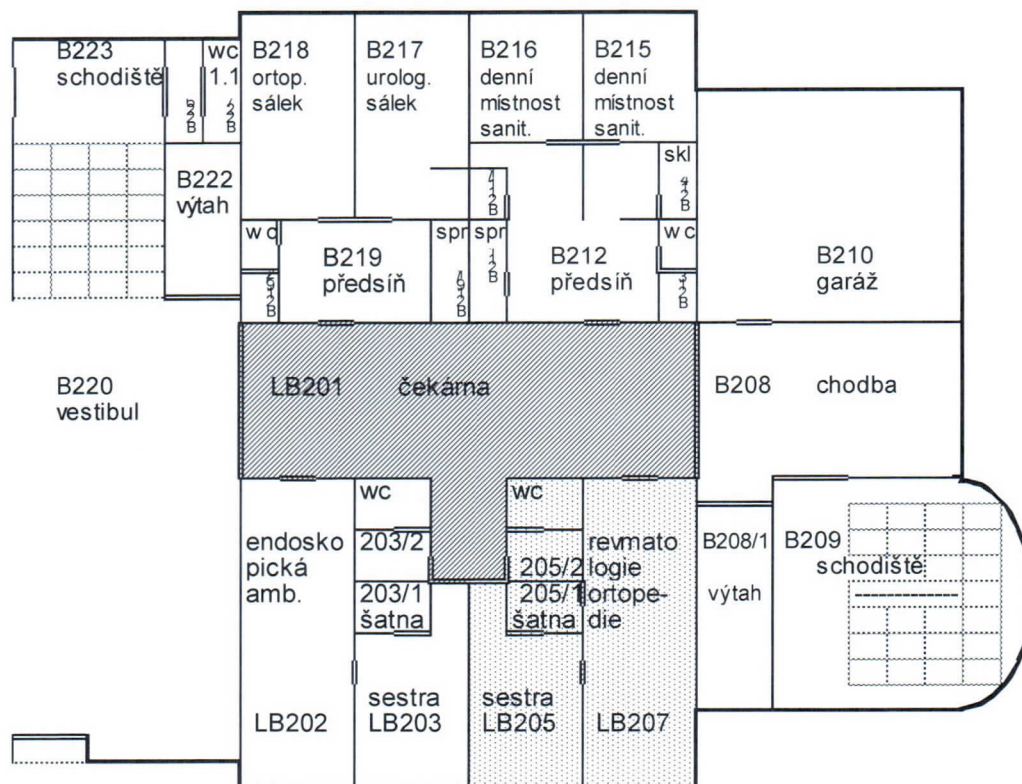 B223
schodiště
wc
1.1
B218
ortop.
sálek
B217
urolog.
sálek
B216
denní
místnost
sanit.
B215
denní
místnost
sanit.
skl
B222
výtah
wc
B219
předsíň
spr
spr
B212
předsíň
wc
B210
garáž
B220
vestibul
LB201 čekárna
B208 chodba
endosko
pická
amb.
LB202
wc
203/2
203/1
šatna
sestra
LB203
wc
205/2
205/1
šatna
sestra
LB205
revmato
logie
ortope-
die
LB207
B208/1
výtah
B209
schodiště